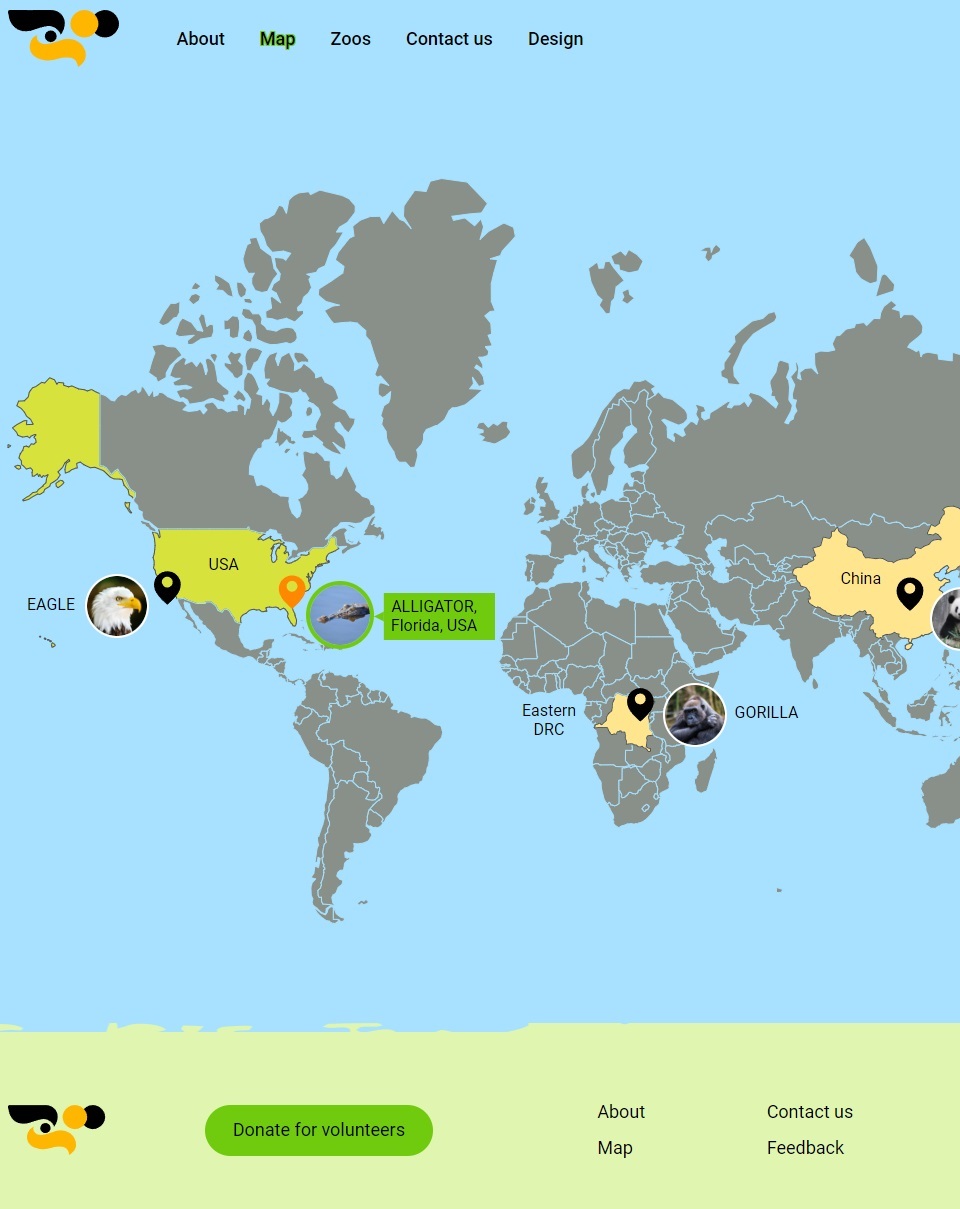 About Map Zoos Contact us Design
USA
China
EAGLE
ALLIGATOR,
Florida, USA
Eastern
DRC
GORILLA
Donate for volunteers
About
Contact us
Map
Feedback